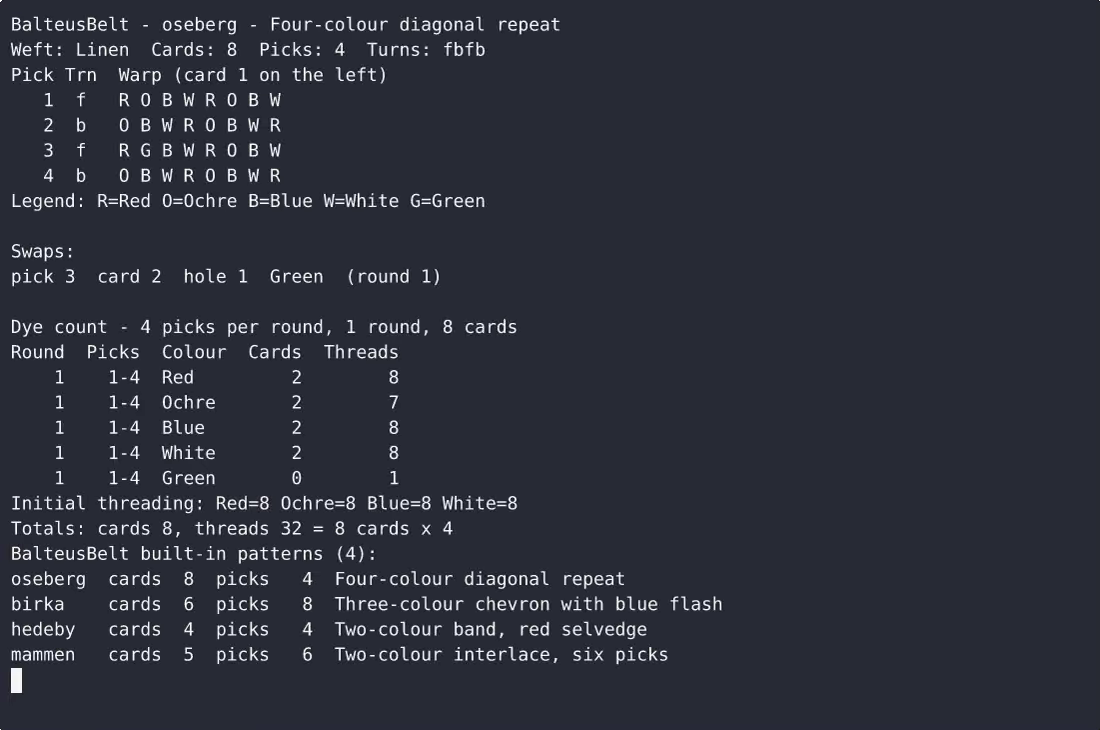 BalteusBelt - oseberg - Four-colour diagonal repeat
Weft: Linen  Cards: 8  Picks: 4  Turns: fbfb
Pick Trn  Warp (card 1 on the left)
   1  f   R O B W R O B W
   2  b   O B W R O B W R
   3  f   R G B W R O B W
   4  b   O B W R O B W R
Legend: R=Red O=Ochre B=Blue W=White G=Green

Swaps:
pick 3  card 2  hole 1  Green  (round 1)

Dye count - 4 picks per round, 1 round, 8 cards
Round  Picks  Colour  Cards  Threads
    1    1-4  Red         2        8
    1    1-4  Ochre       2        7
    1    1-4  Blue        2        8
    1    1-4  White       2        8
    1    1-4  Green       0        1
Initial threading: Red=8 Ochre=8 Blue=8 White=8
Totals: cards 8, threads 32 = 8 cards x 4
BalteusBelt built-in patterns (4):
oseberg  cards  8  picks   4  Four-colour diagonal repeat
birka    cards  6  picks   8  Three-colour chevron with blue flash
hedeby   cards  4  picks   4  Two-colour band, red selvedge
mammen   cards  5  picks   6  Two-colour interlace, six picks